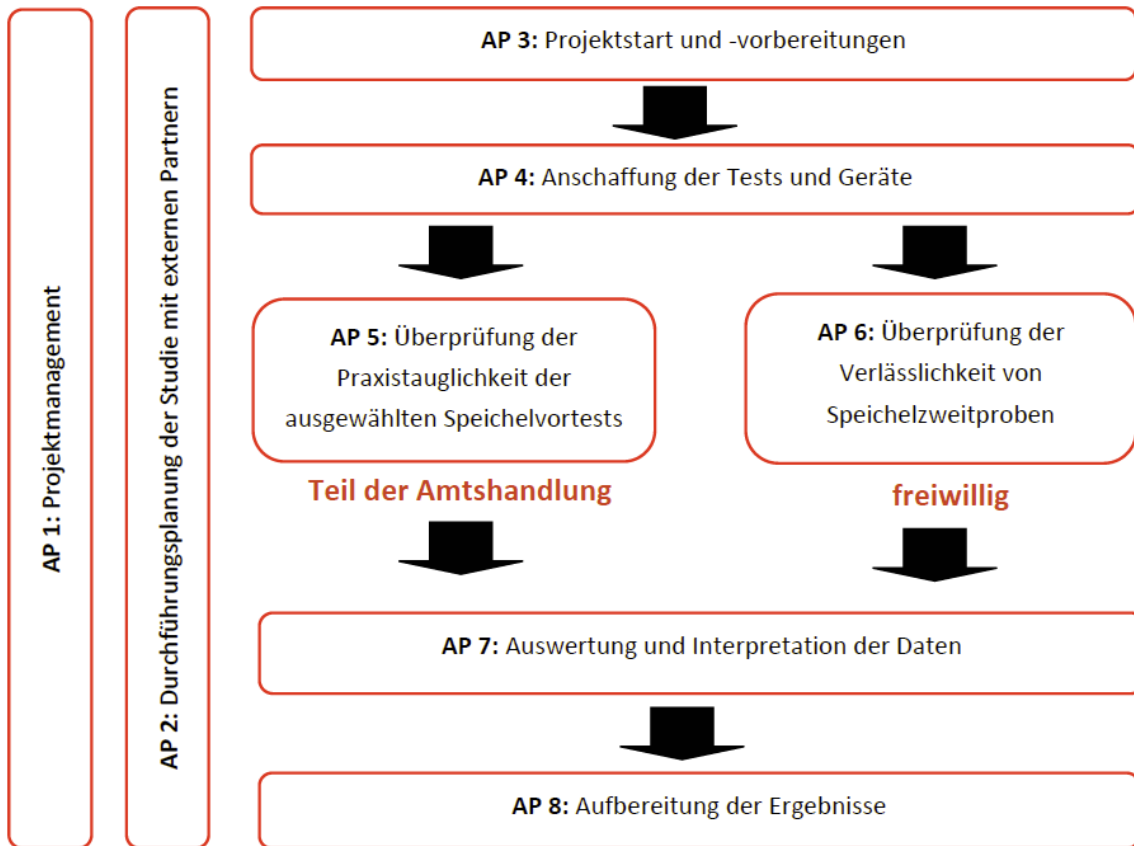 AP 1: Projektmanagement
AP 2: Durchführungsplanung der Studie mit externen Partnern
AP 3: Projektstart und -vorbereitungen
AP 4: Anschaffung der Tests und Geräte
AP 5: Überprüfung der
Praxistauglichkeit der
ausgewählten Speichelvortests
Teil der Amtshandlung
AP 6: Überprüfung der
Verlässlichkeit von
Speichelzweitproben
freiwillig
AP 7: Auswertung und Interpretation der Daten
AP 8: Aufbereitung der Ergebnisse